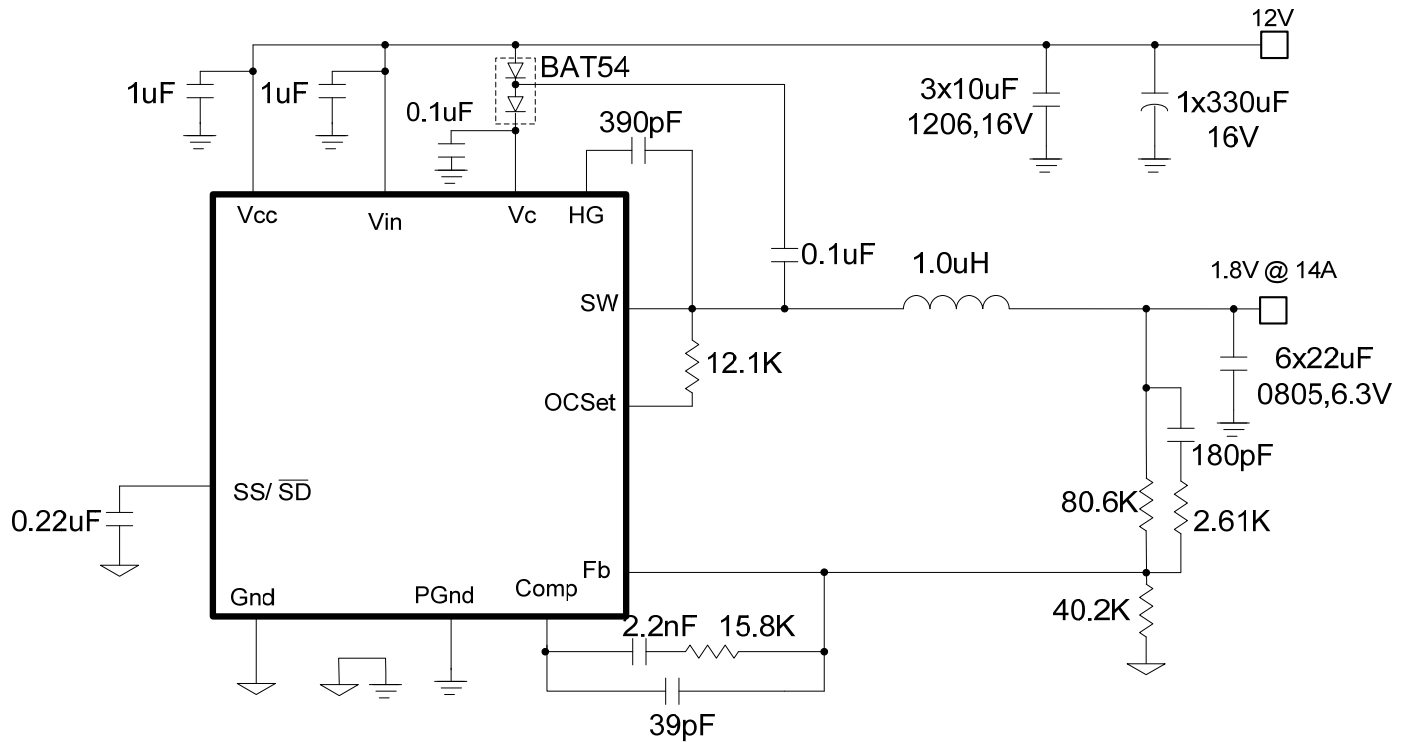 12V
BAT54
1uF
1uF
0.1uF
390pF
3x10uF
1206,16V
1x330uF
16V
Vcc
Vin
Vc
HG
0.1uF
1.0uH
1.8V @ 14A
SW
12.1K
6x22uF
0805,6.3V
OCSet
180pF
SS/ SD
0.22uF
80.6K
2.61K
Fb
Comp
Gnd
PGnd
40.2K
2.2nF
15.8K
39pF